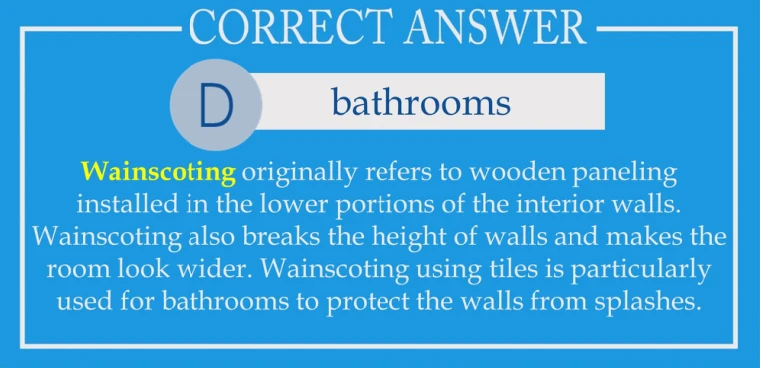 CORRECT ANSWER
D
bathrooms
Wainscoting originally refers to wooden paneling
installed in the lower portions of the interior walls.
Wainscoting also breaks the height of walls and makes the
room look wider. Wainscoting using tiles is particularly
used for bathrooms to protect the walls from splashes.